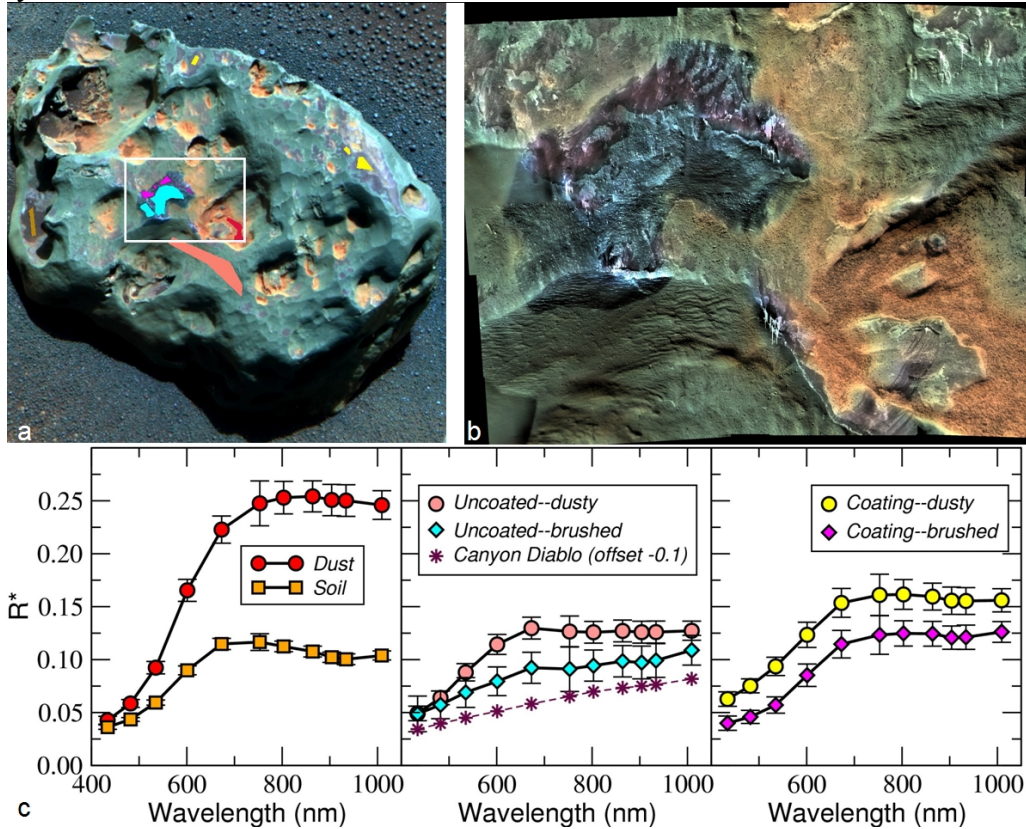 a
b
R*
0.25
0.20
0.15
0.10
0.05
0.00
Dust
Soil
Uncoated--dusty
Uncoated--brushed
Canyon Diablo (offset -0.1)
Coating--dusty
Coating--brushed
400 600 800 1000
600 800 1000
600 800 1000
c
Wavelength (nm)
Wavelength (nm)
Wavelength (nm)